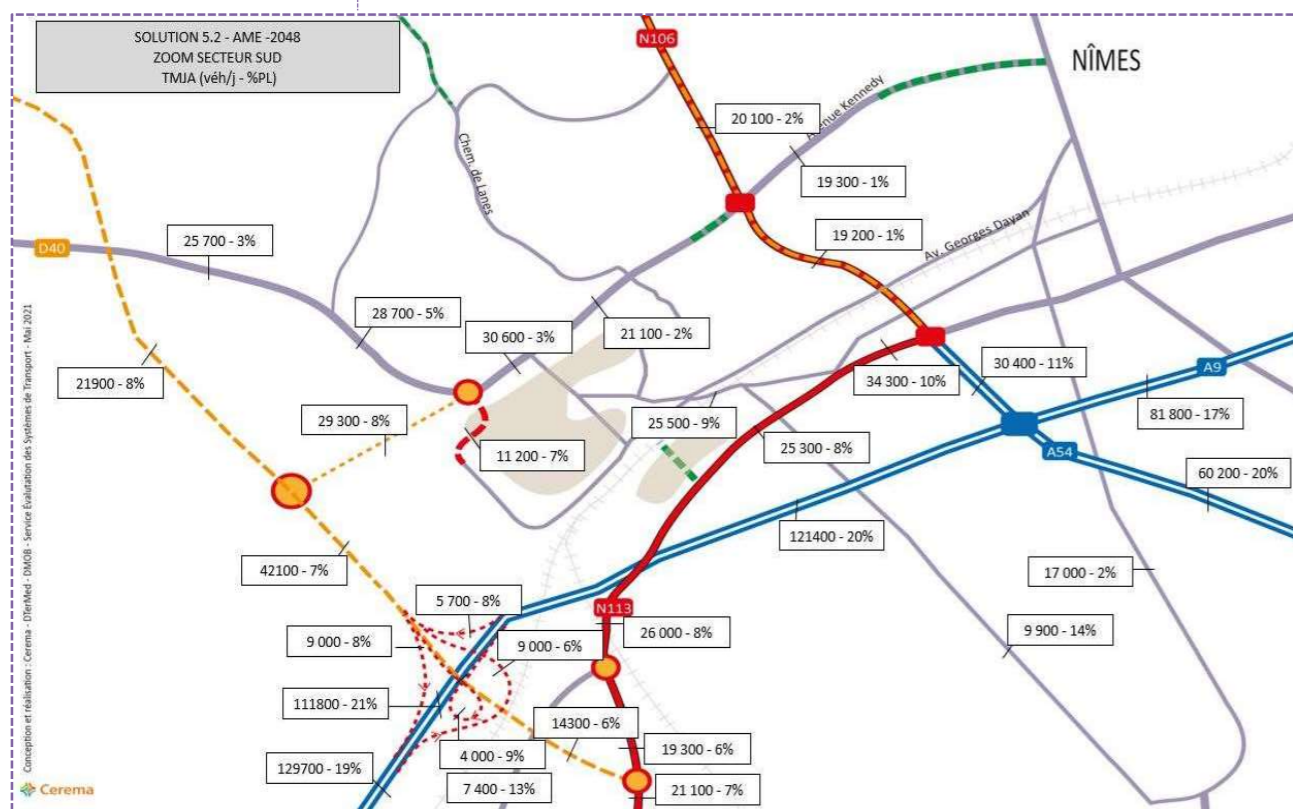 SOLUTION 5.2 - AME -2048
ZOOM SECTEUR SUD
TMJA (véh/j - %PL)
N106
NÎMES
20 100 - 2%
Avenue Kennedy
19 300 - 1%
Chem. de Lanes
Av. Georges Dayan
19 200 - 1%
D40
25 700 - 3%
28 700 - 5%
30 600 - 3%
21 100 - 2%
21900 - 8%
29 300 - 8%
34 300 - 10%
30 400 - 11%
A9
81 800 - 17%
25 500 - 9%
25 300 - 8%
11 200 - 7%
A54
60 200 - 20%
121400 - 20%
42100 - 7%
17 000 - 2%
5 700 - 8%
N113
9 000 - 8%
9 000 - 6%
26 000 - 8%
9 900 - 14%
111800 - 21%
14300 - 6%
4 000 - 9%
19 300 - 6%
129700 - 19%
7 400 - 13%
21 100 - 7%
Conception et réalisation : Cerema - DTerMed - DMOB - Service Evalutation des Systèmes de Transport - Mai 2021
Cerema